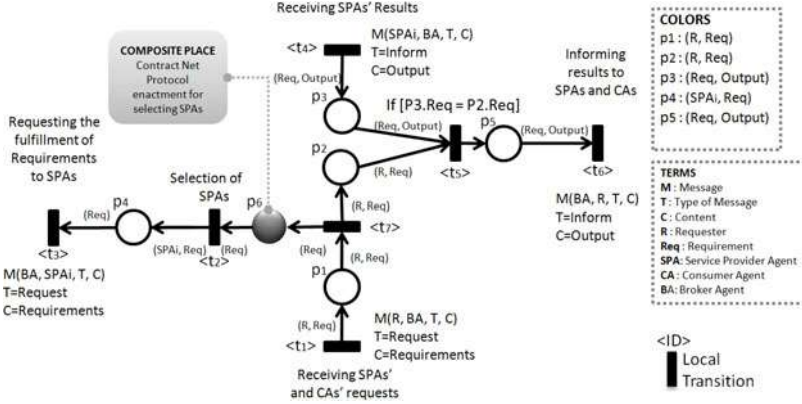 Receiving SPAs' Results
<t4>
M(SPAi, BA, T, C)
T=Inform
C=Output
(Req, Output)
p3
COMPOSITE PLACE
Contract Net
Protocol
enactment for
selecting SPAs
Informing
results to
SPAs and CAs
If [P3.Req = P2.Req]
(Req, Output)
p5
(Req, Output)
<t5>
<t6>
p2
(R, Req)
M(BA, R, T, C)
T=Inform
C=Output
Requesting the
fulfillment of
Requirements
to SPAs
Selection of
SPAs
p4
p6
(R, Req)
(Req)
<t3>
(SPAi, Req)
(Req)
<t2>
(Req)
<t7>
M(BA, SPAi, T, C)
T=Request
C=Requirements
(R, Req)
p1
(R, Req)
<t1>
M(R, BA, T, C)
T=Request
C=Requirements
Receiving SPAs'
and CAs' requests
COLORS
p1 : (R, Req)
p2 : (R, Req)
p3 : (Req, Output)
p4 : (SPAi, Req)
p5 : (Req, Output)
TERMS
M : Message
T : Type of Message
C : Content
R : Requester
Req : Requirement
SPA: Service Provider Agent
CA : Consumer Agent
BA: Broker Agent
<ID>
Local
Transition